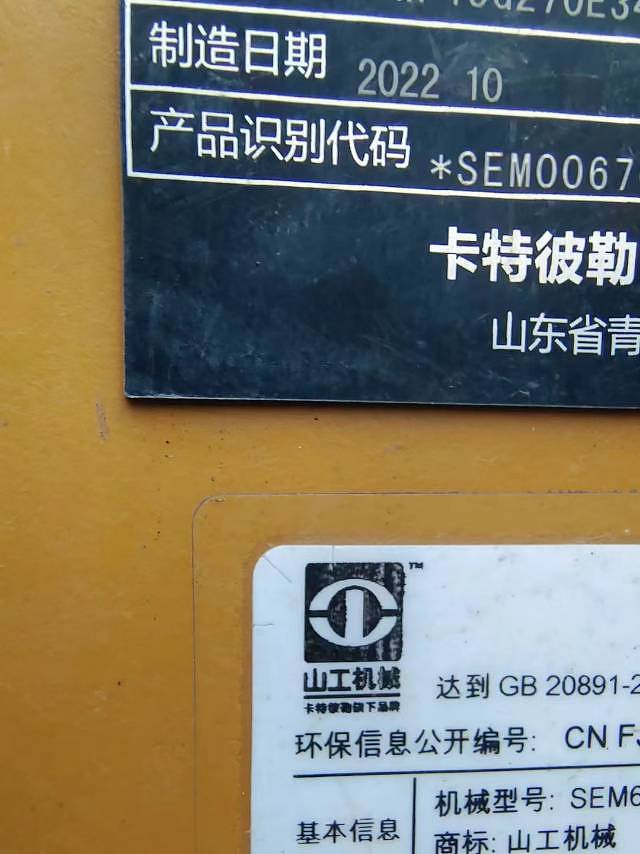 制造日期 2022 10
产品识别代码 *SEM0067
卡特彼勒
山东省青
TM
山工机械
卡特彼勒旗下品牌
达到 GB 20891-2
环保信息公开编号: CN FJ
基本信息
机械型号: SEM6
商标: 山工机械